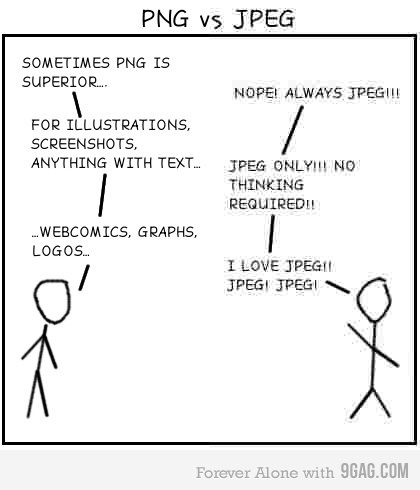 PNG vs JPEG
SOMETIMES PNG IS
SUPERIOR....
FOR ILLUSTRATIONS,
SCREENSHOTS,
ANYTHING WITH TEXT...
...WEBCOMICS, GRAPHS,
LOGOS...
NOPE! ALWAYS JPEG!!!
JPEG ONLY!!! NO
THINKING
REQUIRED!!
I LOVE JPEG!!
JPEG! JPEG!
Forever Alone with 9GAG.COM